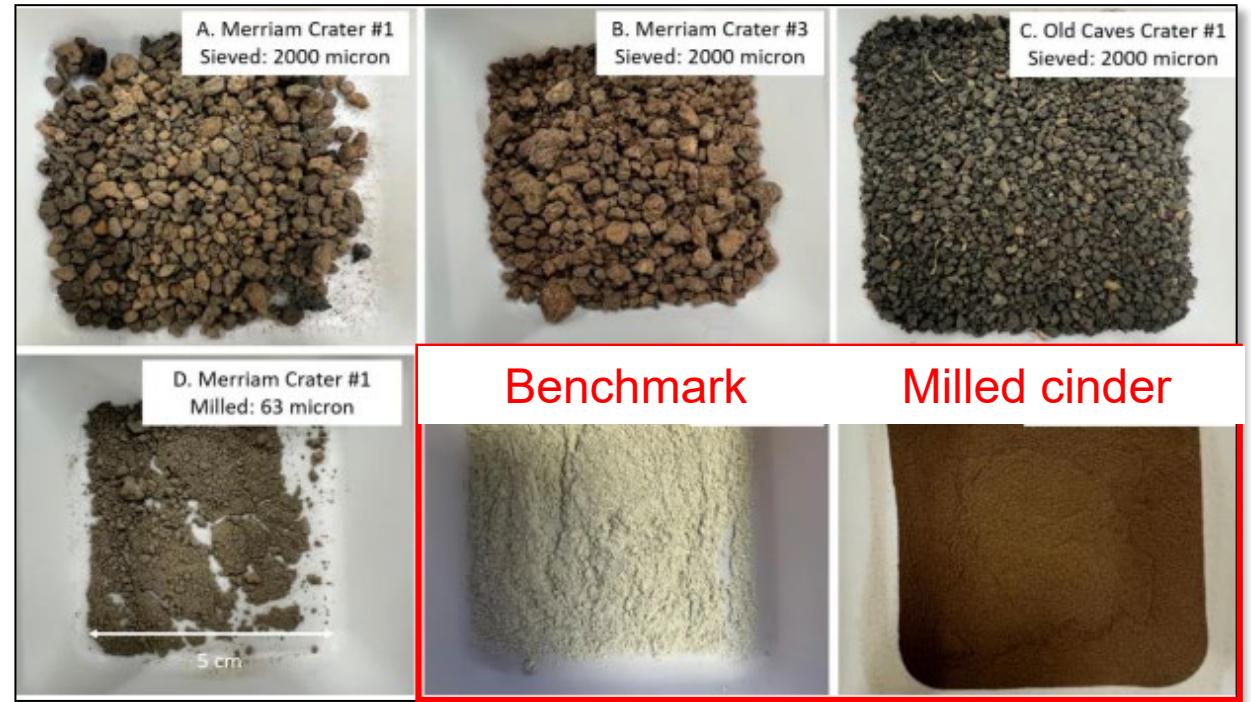 A. Merriam Crater #1
Sieved: 2000 micron
B. Merriam Crater #3
Sieved: 2000 micron
C. Old Caves Crater #1
Sieved: 2000 micron
D. Merriam Crater #1
Milled: 63 micron
Benchmark
Milled cinder
5 cm